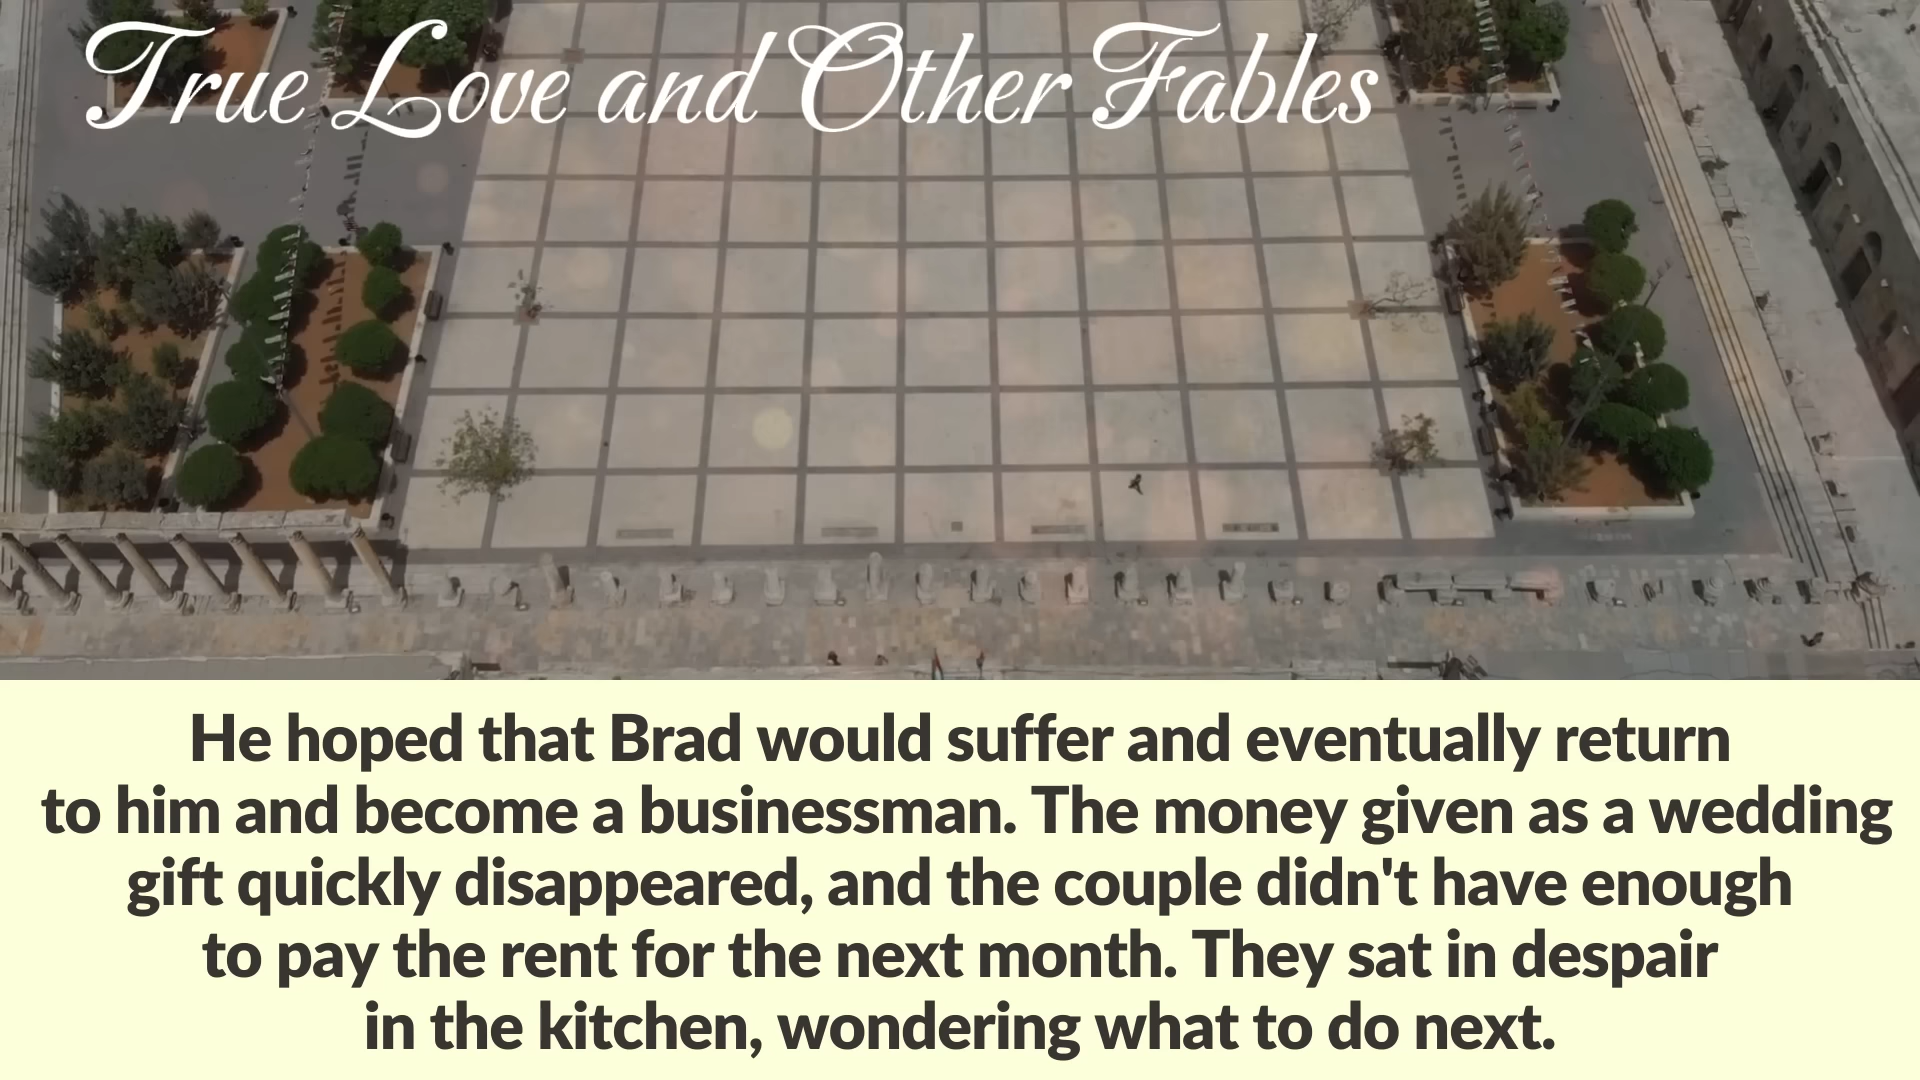 True Love and Other Fables
He hoped that Brad would suffer and eventually return
to him and become a businessman. The money given as a wedding
gift quickly disappeared, and the couple didn't have enough
to pay the rent for the next month. They sat in despair
in the kitchen, wondering what to do next.